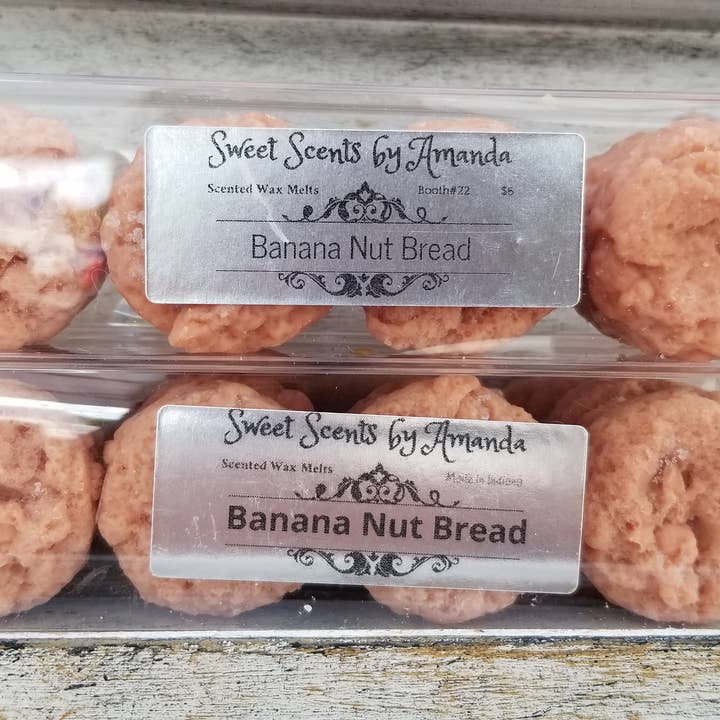 Sweet Scents by Amanda
Scented Wax Melts Booth#22 $5
Banana Nut Bread
Sweet Scents by Amanda
Scented Wax Melts Made in Indiana
Banana Nut Bread